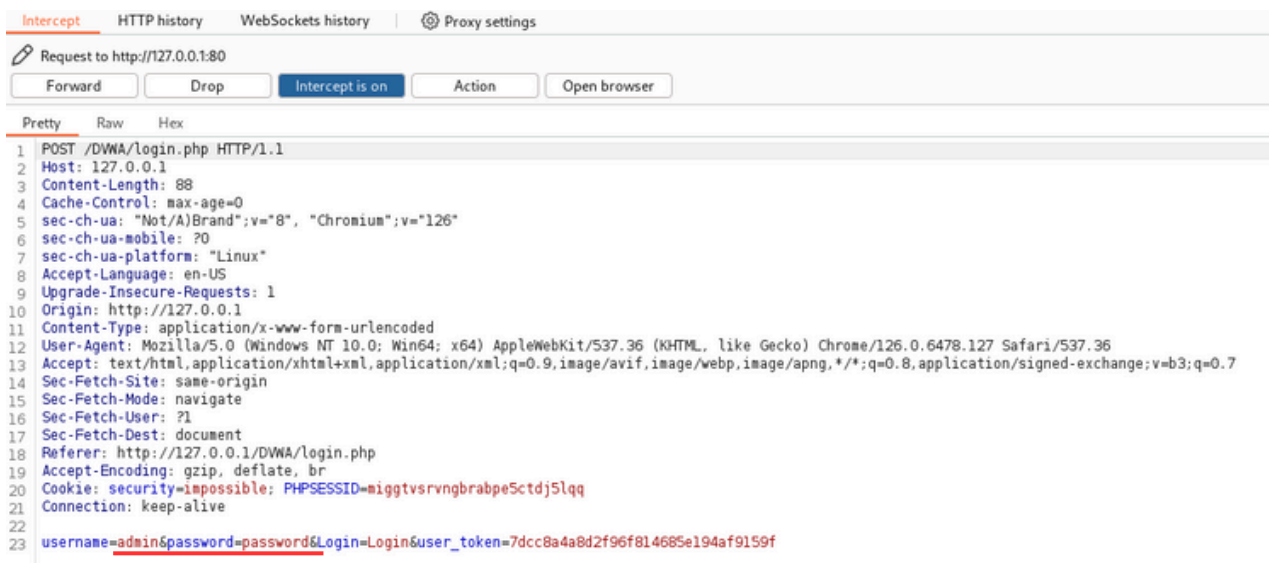 Intercept HTTP history WebSockets history Proxy settings
Request to http://127.0.0.1:80
Forward Drop Intercept is on Action Open browser
Pretty Raw Hex
1 POST /DVWA/login.php HTTP/1.1
2 Host: 127.0.0.1
3 Content-Length: 88
4 Cache-Control: max-age=0
5 sec-ch-ua: "Not/A)Brand";v="8", "Chromium";v="126"
6 sec-ch-ua-mobile: ?0
7 sec-ch-ua-platform: "Linux"
8 Accept-Language: en-US
9 Upgrade-Insecure-Requests: 1
10 Origin: http://127.0.0.1
11 Content-Type: application/x-www-form-urlencoded
12 User-Agent: Mozilla/5.0 (Windows NT 10.0; Win64; x64) AppleWebKit/537.36 (KHTML, like Gecko) Chrome/126.0.6478.127 Safari/537.36
13 Accept: text/html,application/xhtml+xml,application/xml;q=0.9,image/avif,image/webp,image/apng,*/*;q=0.8,application/signed-exchange;v=b3;q=0.7
14 Sec-Fetch-Site: same-origin
15 Sec-Fetch-Mode: navigate
16 Sec-Fetch-User: ?1
17 Sec-Fetch-Dest: document
18 Referer: http://127.0.0.1/DVWA/login.php
19 Accept-Encoding: gzip, deflate, br
20 Cookie: security=impossible; PHPSESSID=miggtvsrvngbrabpe5ctdj5lqq
21 Connection: keep-alive
22
23 username=admin&password=password&Login=Login&user_token=7dcc8a4a8d2f96f814685e194af9159f